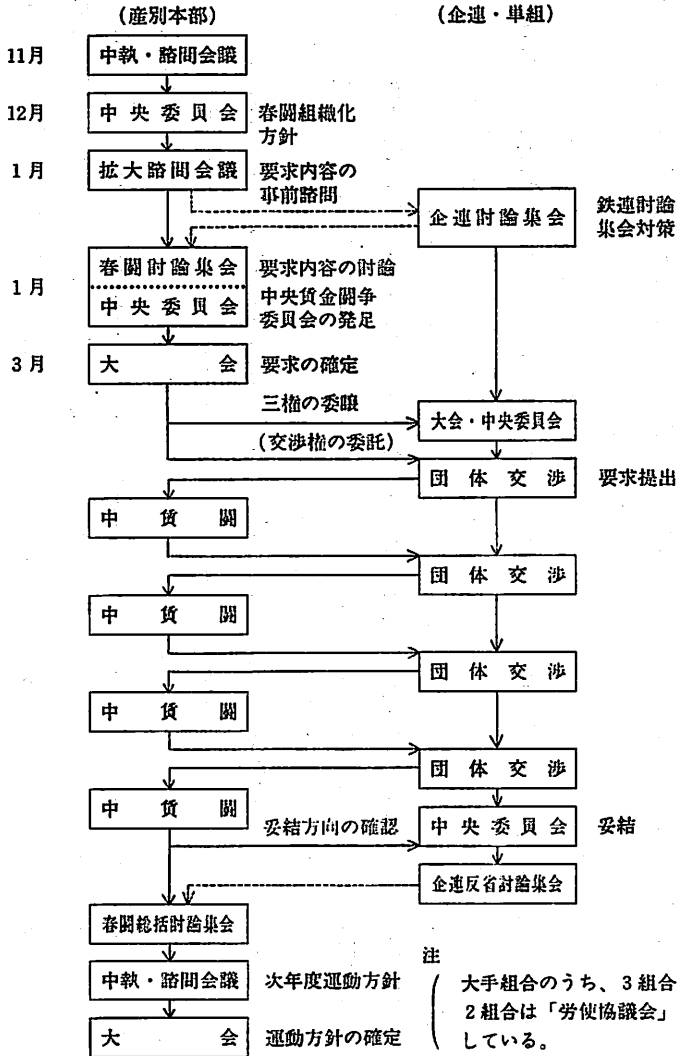 (産別本部)
(企連・単組)
11月
中執・諮問会議
12月
中央委員会
春闘組織化
方針
1月
拡大諮問会議
要求内容の
事前諮問
企連討論集会
鉄連討論
集会対策
1月
春闘討論集会
要求内容の討論
中央委員会
中央賃金闘争
委員会の発足
3月
大会
要求の確定
三権の委譲
大会・中央委員会
(交渉権の委託)
団体交渉
要求提出
中賃闘
団体交渉
中賃闘
団体交渉
中賃闘
団体交渉
中賃闘
妥結方向の確認
中央委員会
妥結
企連反省討論集会
春闘総括討論集会
中執・諮問会議
次年度運動方針
大会
運動方針の確定
注
大手組合のうち、3組合
2組合は「労使協議会」
している。